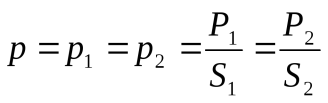 p = p₁ = p₂ = P₁/S₁ = P₂/S₂